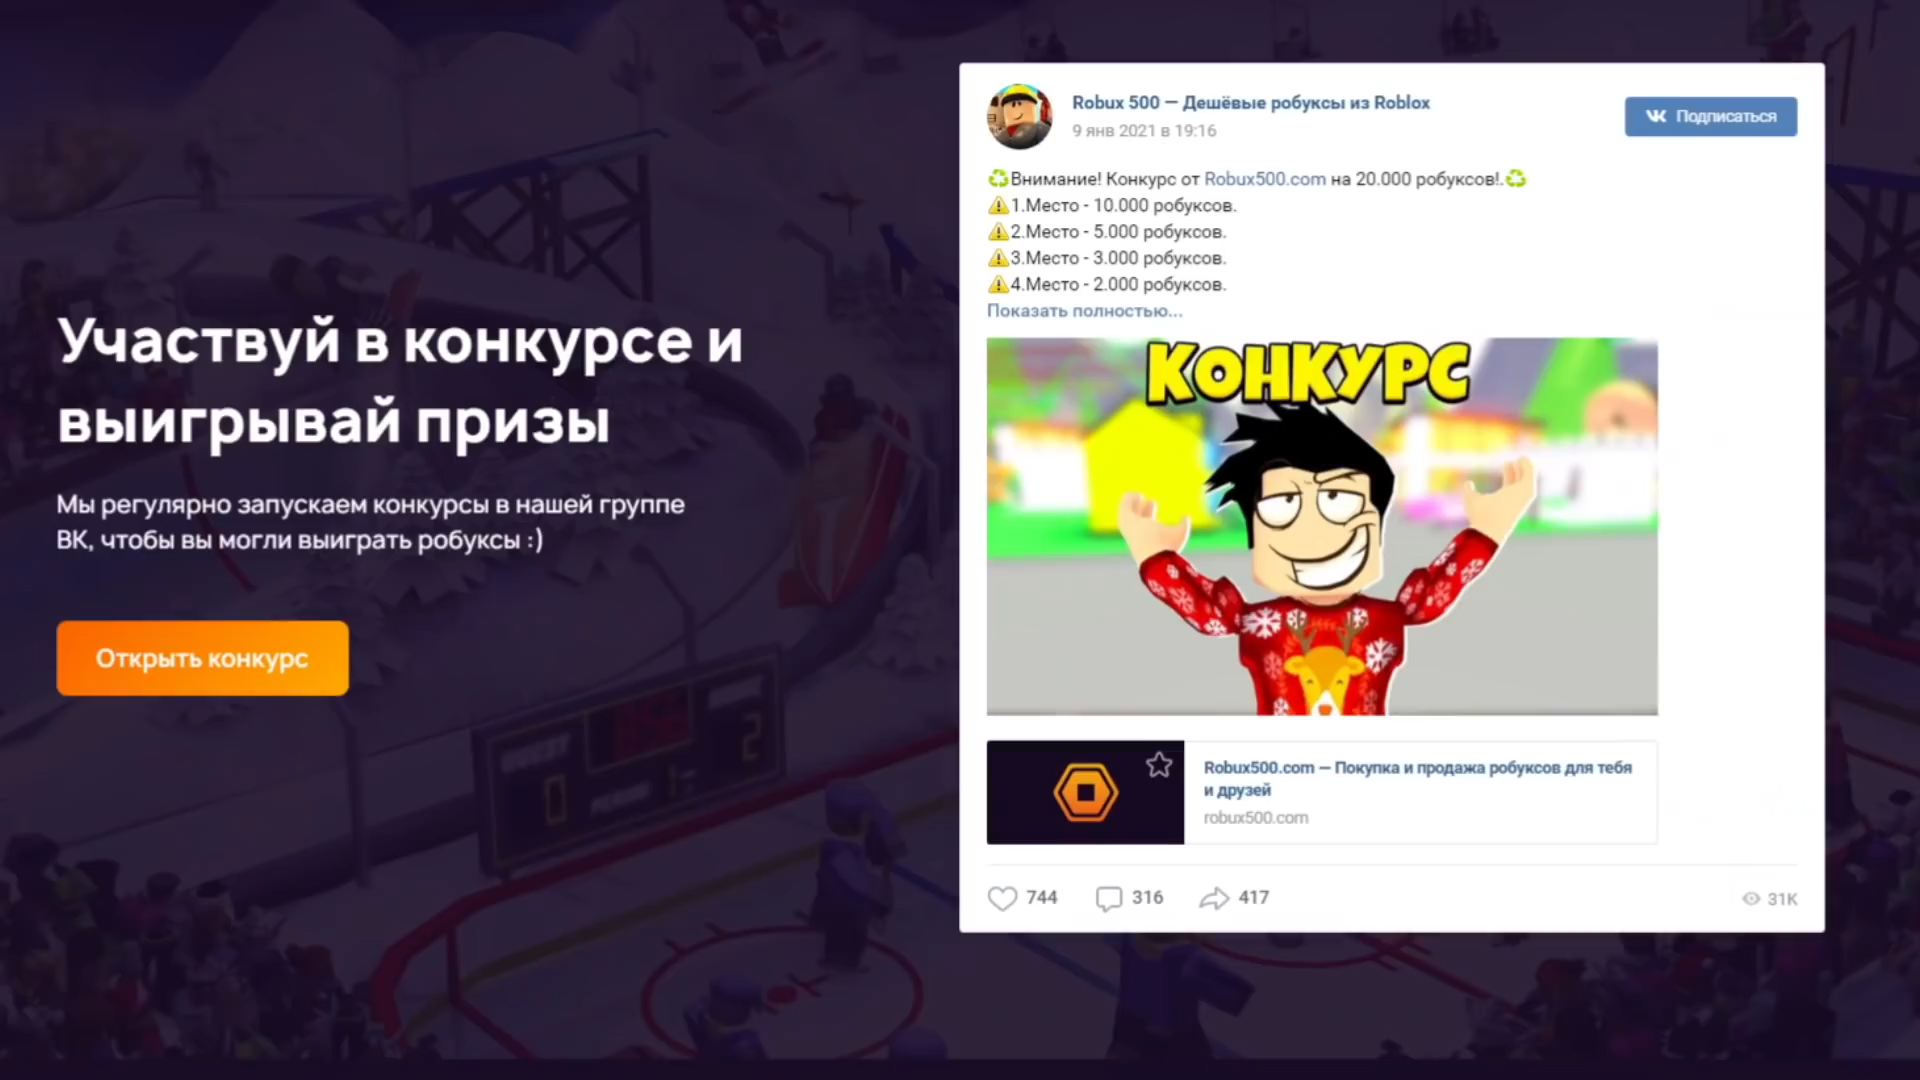 Участвуй в конкурсе и
выигрывай призы
Мы регулярно запускаем конкурсы в нашей группе
ВК, чтобы вы могли выиграть робуксы :)
Открыть конкурс
Robux 500 — Дешёвые робуксы из Roblox
9 янв 2021 в 19:16
Подписаться
♻Внимание! Конкурс от Robux500.com на 20.000 робуксов!.♻
⚠1.Место - 10.000 робуксов.
⚠2.Место - 5.000 робуксов.
⚠3.Место - 3.000 робуксов.
⚠4.Место - 2.000 робуксов.
Показать полностью...
КОНКУРС
Robux500.com — Покупка и продажа робуксов для тебя
и друзей
robux500.com
744 316 417
31K